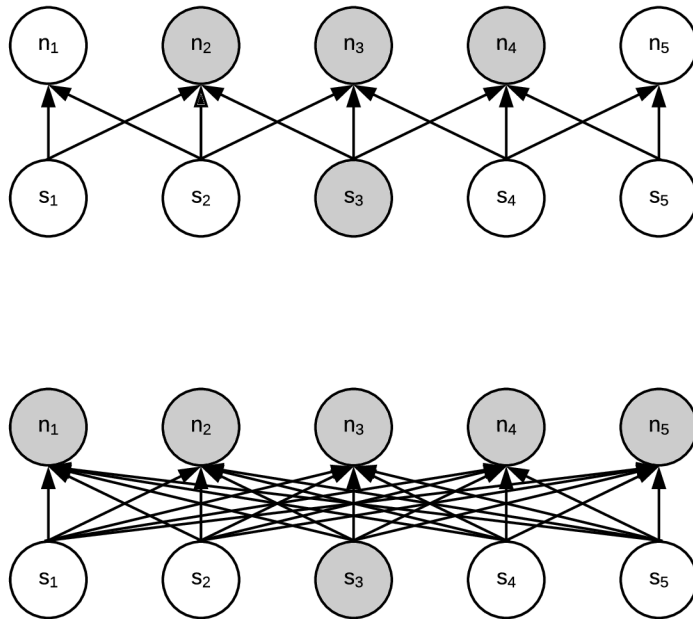 n₁ n₂ n₃ n₄ n₅
s₁ s₂ s₃ s₄ s₅
n₁ n₂ n₃ n₄ n₅
s₁ s₂ s₃ s₄ s₅